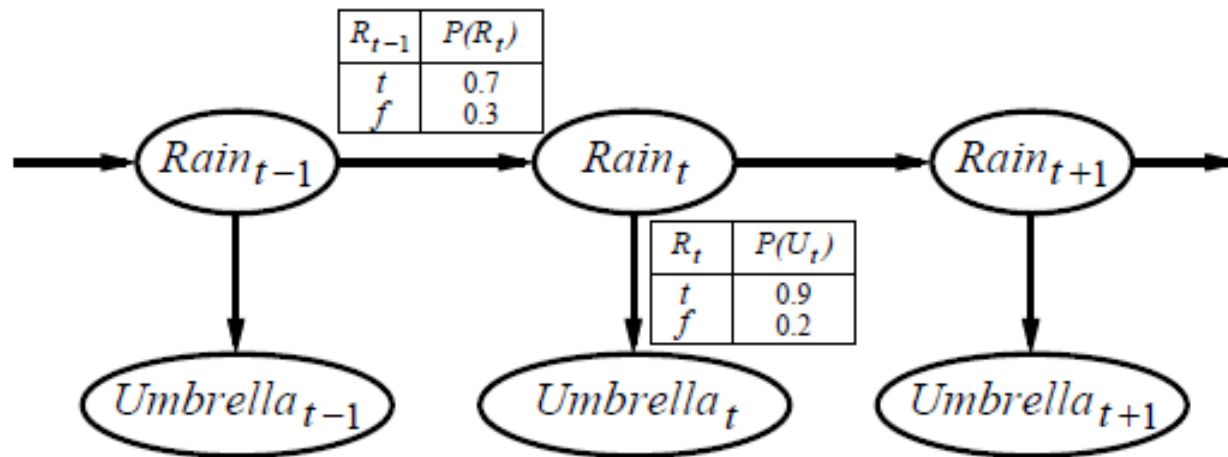 R_{t-1} P(R_t)
t 0.7
f 0.3
Rain_{t-1} Rain_t Rain_{t+1}
R_t P(U_t)
t 0.9
f 0.2
Umbrella_{t-1} Umbrella_t Umbrella_{t+1}